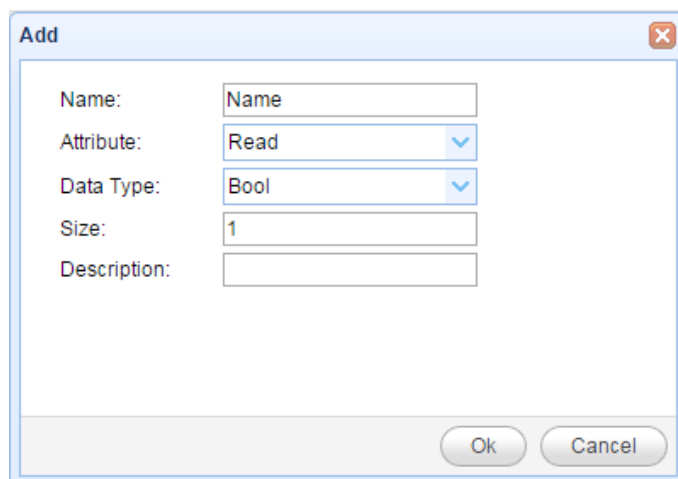 Add
Name: Name
Attribute: Read
Data Type: Bool
Size: 1
Description:
Ok Cancel